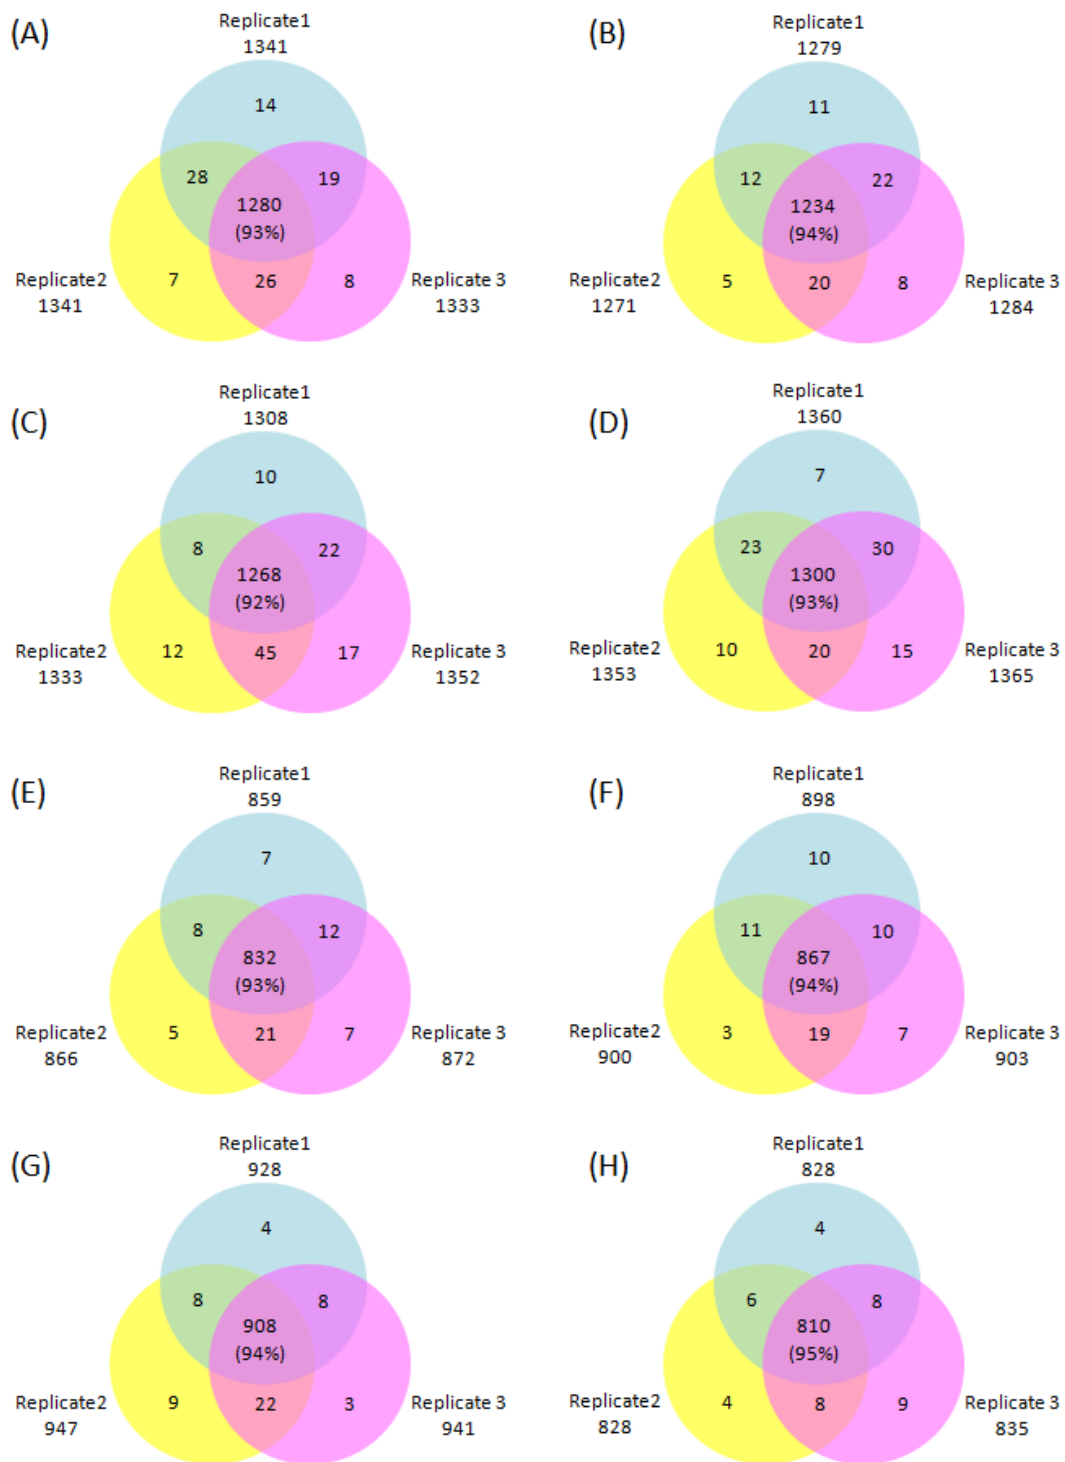 (A)
Replicate1
1341
14
28
19
1280
(93%)
Replicate2
1341
7
26
8
Replicate 3
1333
(B)
Replicate1
1279
11
12
22
1234
(94%)
Replicate2
1271
5
20
8
Replicate 3
1284
(C)
Replicate1
1308
10
8
22
1268
(92%)
Replicate2
1333
12
45
17
Replicate 3
1352
(D)
Replicate1
1360
7
23
30
1300
(93%)
Replicate2
1353
10
20
15
Replicate 3
1365
(E)
Replicate1
859
7
8
12
832
(93%)
Replicate2
866
5
21
7
Replicate 3
872
(F)
Replicate1
898
10
11
10
867
(94%)
Replicate2
900
3
19
7
Replicate 3
903
(G)
Replicate1
928
4
8
8
908
(94%)
Replicate2
947
9
22
3
Replicate 3
941
(H)
Replicate1
828
4
6
8
810
(95%)
Replicate2
828
4
8
9
Replicate 3
835